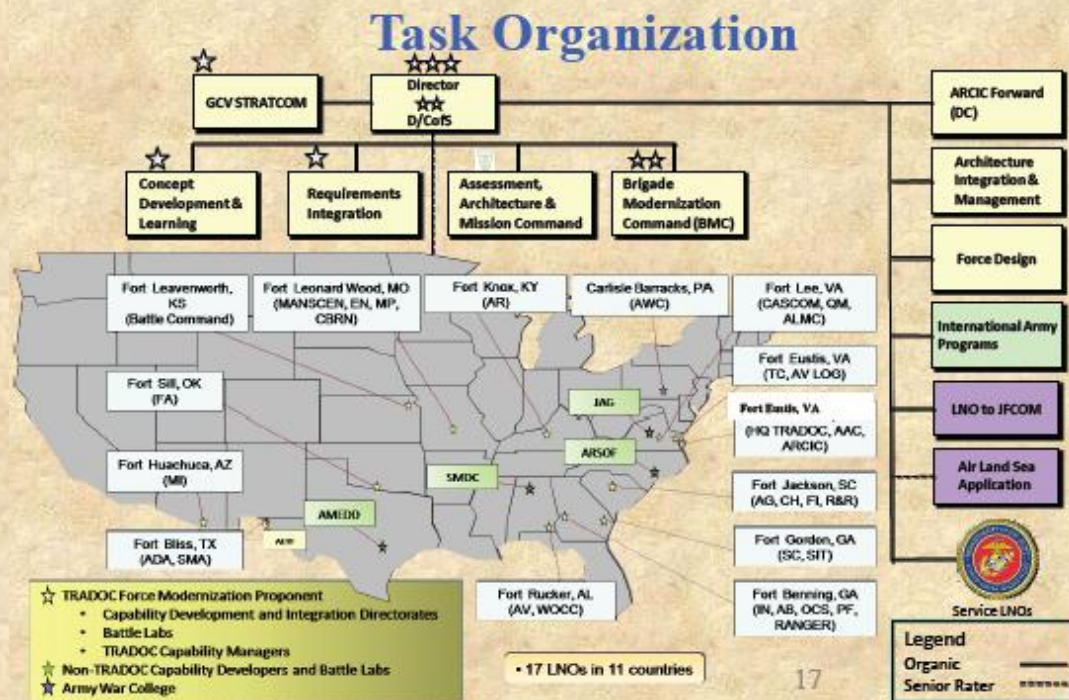 Task Organization
GCV STRATCOM
Director
D/CofS
ARCIC Forward
(DC)
Concept
Development &
Learning
Requirements
Integration
Assessment,
Architecture &
Mission Command
Brigade
Modernization
Command (BMC)
Architecture
Integration &
Management
Force Design
International Army
Programs
LNO to JFCOM
Air Land Sea
Application
Service LNOs
Fort Leavenworth,
KS
(Battle Command)
Fort Leonard Wood, MO
(MANSCEN, EN, MP,
CBRN)
Fort Knox, KY
(AR)
Carlisle Barracks, PA
(AWC)
Fort Lee, VA
(CASCOM, QM,
ALMC)
Fort Eustis, VA
(TC, AV LOG)
Fort Eustis, VA
(HQ TRADOC, AAC,
ARCIC)
Fort Sill, OK
(FA)
JAG
ARSOF
SMDC
Fort Huachuca, AZ
(MI)
AMEDD
Fort Jackson, SC
(AG, CH, FI, R&R)
Fort Bliss, TX
(ADA, SMA)
Fort Gordon, GA
(SC, SIT)
Fort Rucker, AL
(AV, WOCC)
Fort Benning, GA
(IN, AB, OCS, PF,
RANGER)
TRADOC Force Modernization Proponent
• Capability Development and Integration Directorates
• Battle Labs
• TRADOC Capability Managers
Non-TRADOC Capability Developers and Battle Labs
Army War College
• 17 LNOs in 11 countries
17
Legend
Organic
Senior Rater